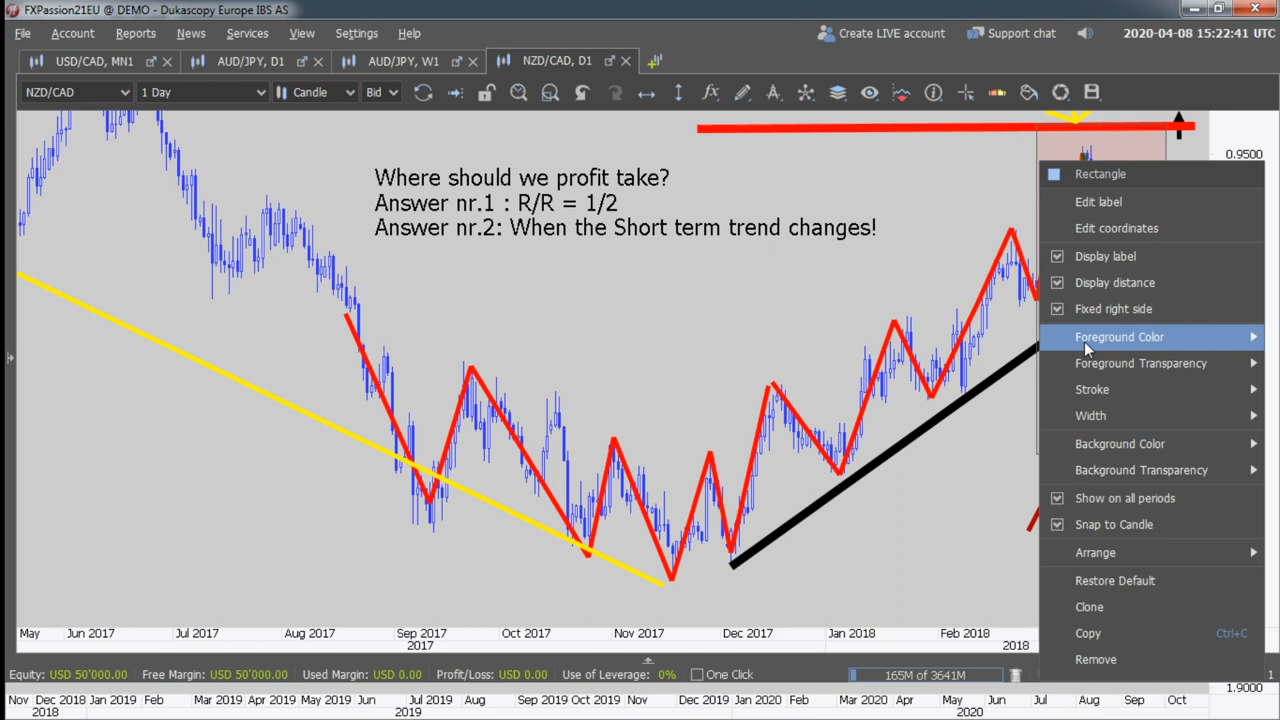 FXPassion21EU @ DEMO - Dukascopy Europe IBS AS
File Account Reports News Services View Settings Help Create LIVE account Support chat 2020-04-08 15:22:41 UTC
USD/CAD, MN1 AUD/JPY, D1 AUD/JPY, W1 NZD/CAD, D1
NZD/CAD 1 Day Candle Bid
0.9500
Where should we profit take?
Answer nr.1 : R/R = 1/2
Answer nr.2: When the Short term trend changes!
Rectangle
Edit label
Edit coordinates
Display label
Display distance
Fixed right side
Foreground Color
Foreground Transparency
Stroke
Width
Background Color
Background Transparency
Show on all periods
Snap to Candle
Arrange
Restore Default
Clone
Copy Ctrl+C
Remove
May Jun 2017 Jul 2017 Aug 2017 Sep 2017 Oct 2017 Nov 2017 Dec 2017 Jan 2018 Feb 2018
2017 2018
Equity: USD 50'000.00 Free Margin: USD 50'000.00 Used Margin: USD 0.00 Profit/Loss: USD 0.00 Use of Leverage: 0% One Click 165M of 3641M 1
1.9000
Nov Dec 2018 Jan 2019 Feb Mar 2019 Apr 2019 May 2019 Jun Jul 2019 Aug Sep 2019 Oct 2019 Nov Dec 2019 Jan 2020 Feb Mar 2020 Apr May 2020 Jun Jul Aug Sep Oct
2018 2019 2020